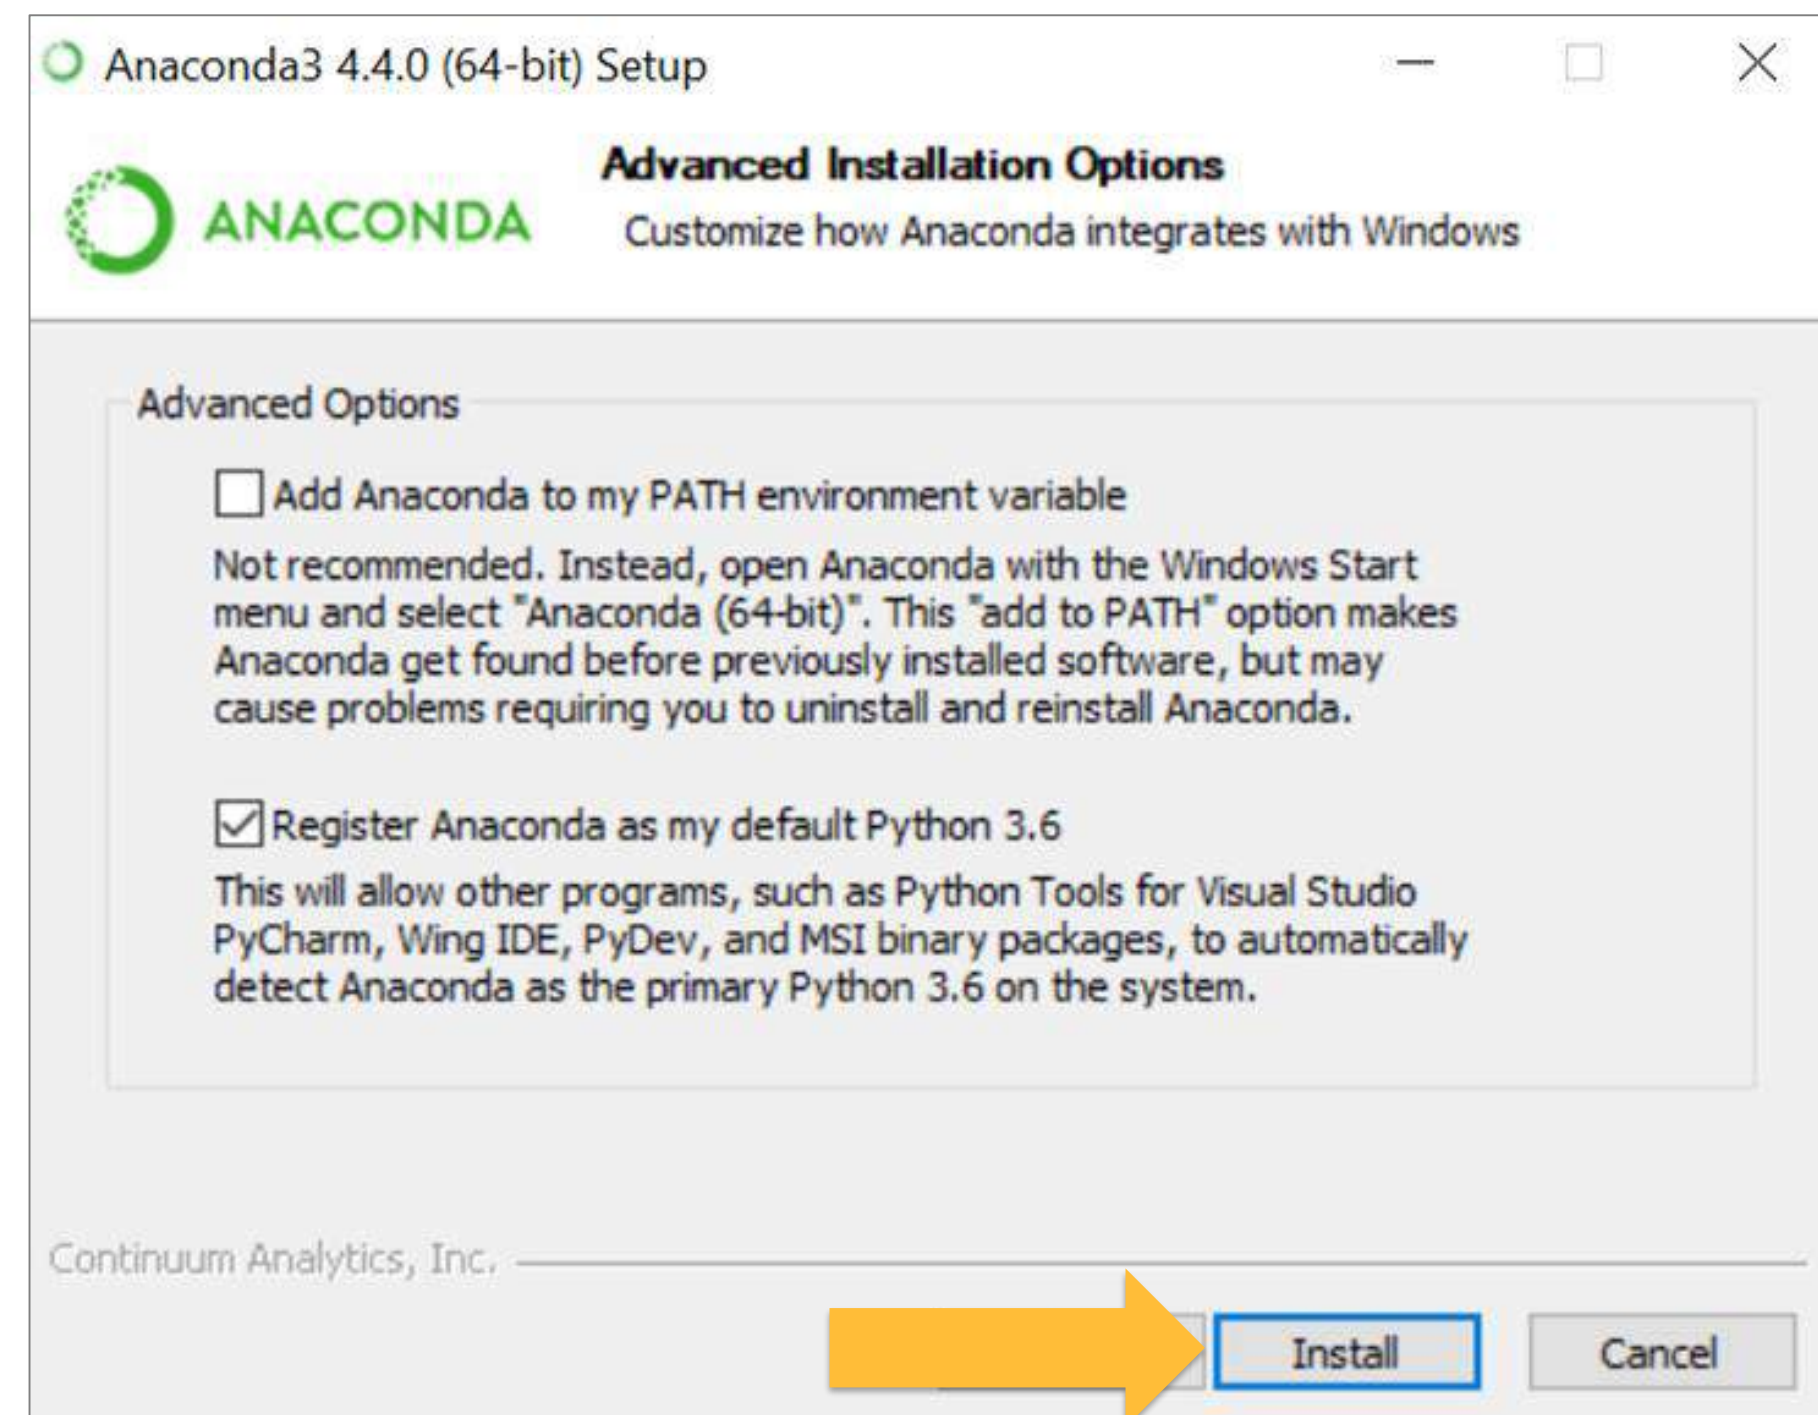 Anaconda3 4.4.0 (64-bit) Setup
ANACONDA
Advanced Installation Options
Customize how Anaconda integrates with Windows
Advanced Options
Add Anaconda to my PATH environment variable
Not recommended. Instead, open Anaconda with the Windows Start
menu and select "Anaconda (64-bit)". This "add to PATH" option makes
Anaconda get found before previously installed software, but may
cause problems requiring you to uninstall and reinstall Anaconda.
Register Anaconda as my default Python 3.6
This will allow other programs, such as Python Tools for Visual Studio
PyCharm, Wing IDE, PyDev, and MSI binary packages, to automatically
detect Anaconda as the primary Python 3.6 on the system.
Continuum Analytics, Inc.
Install
Cancel